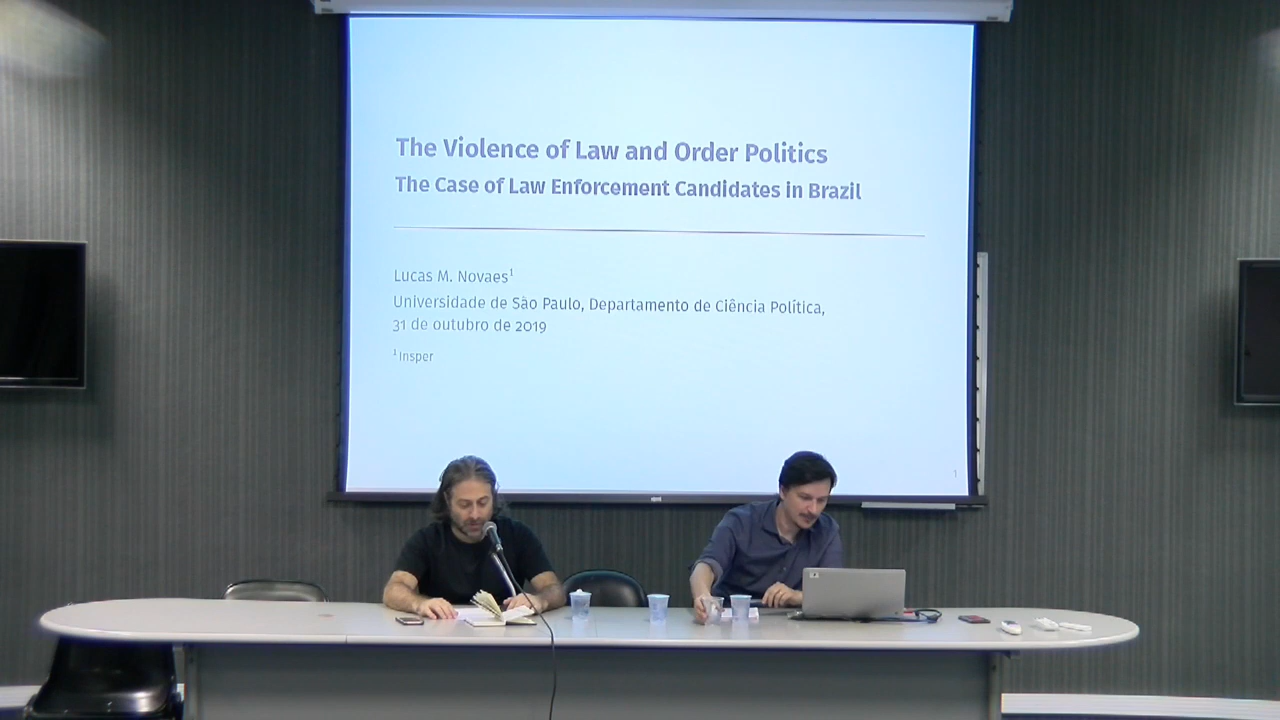 The Violence of Law and Order Politics
The Case of Law Enforcement Candidates in Brazil
Lucas M. Novaes¹
Universidade de São Paulo, Departamento de Ciência Política,
31 de outubro de 2019
¹Insper
1